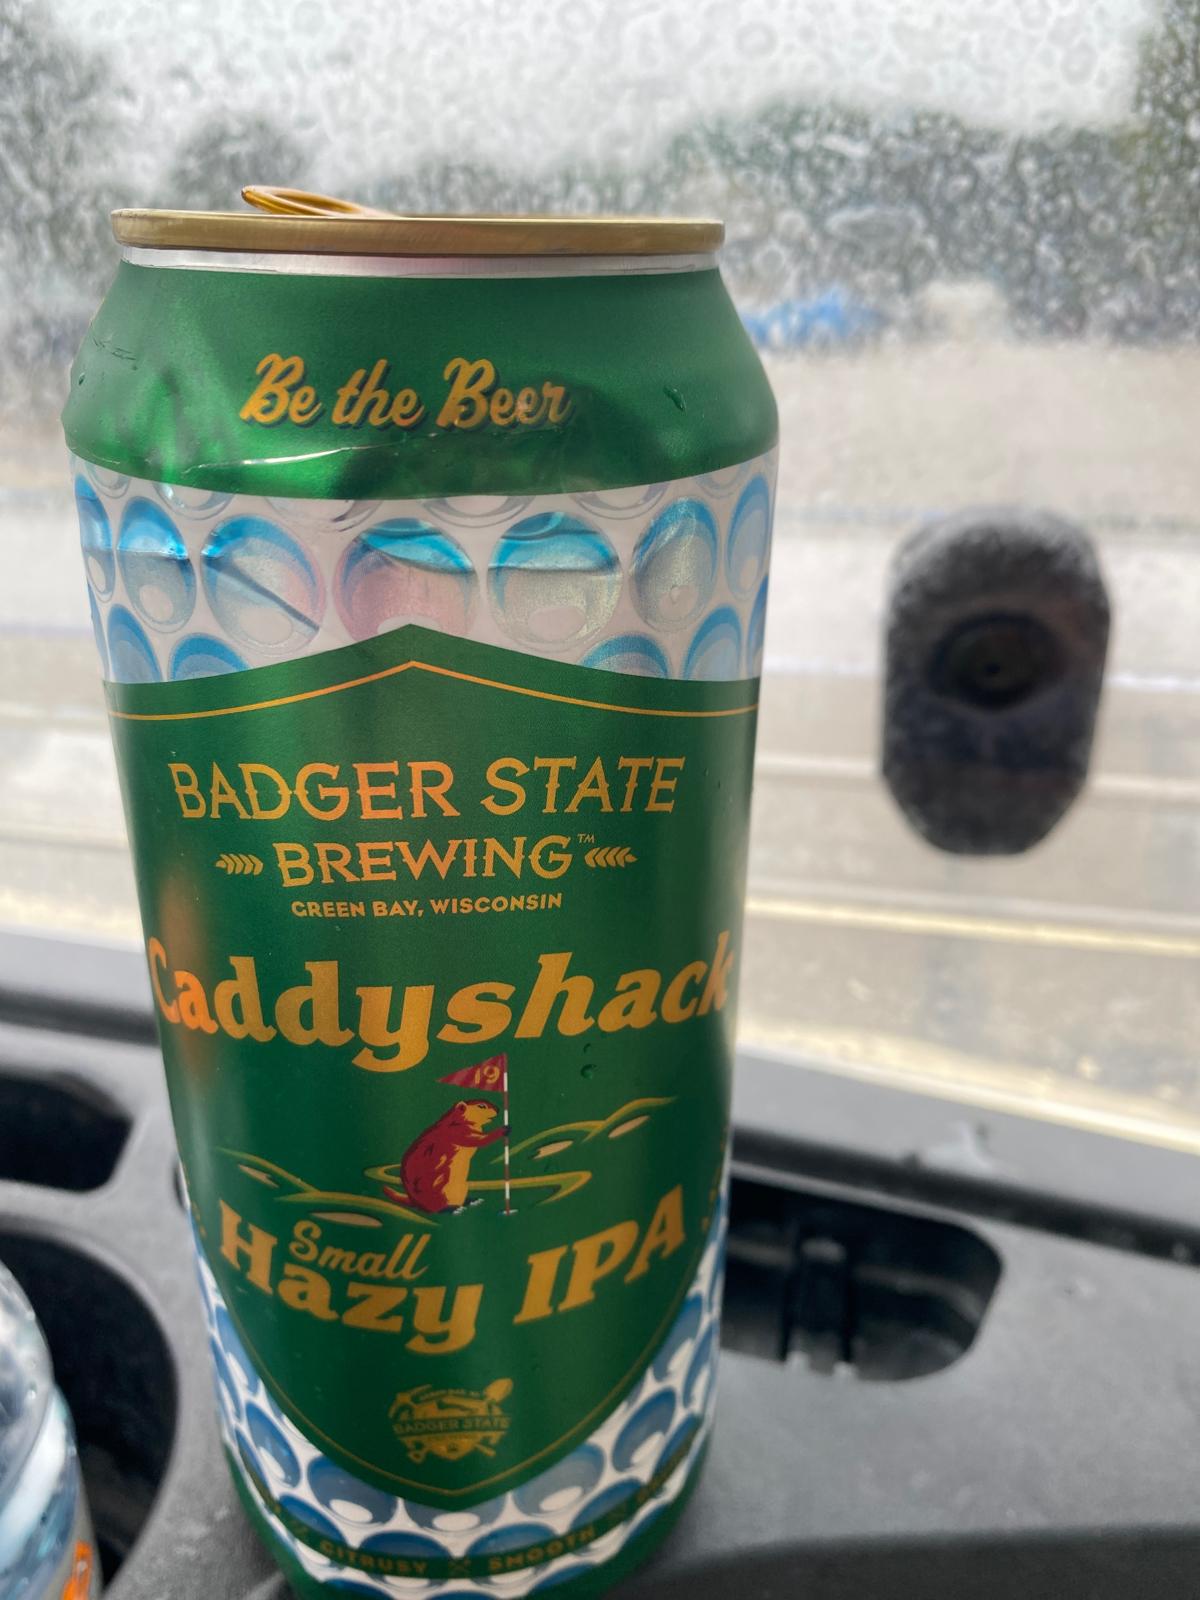 Be the Beer
BADGER STATE
BREWING™
GREEN BAY, WISCONSIN
Caddyshack
19
Small
Hazy IPA
BADGER STATE
CITRUSY SMOOTH